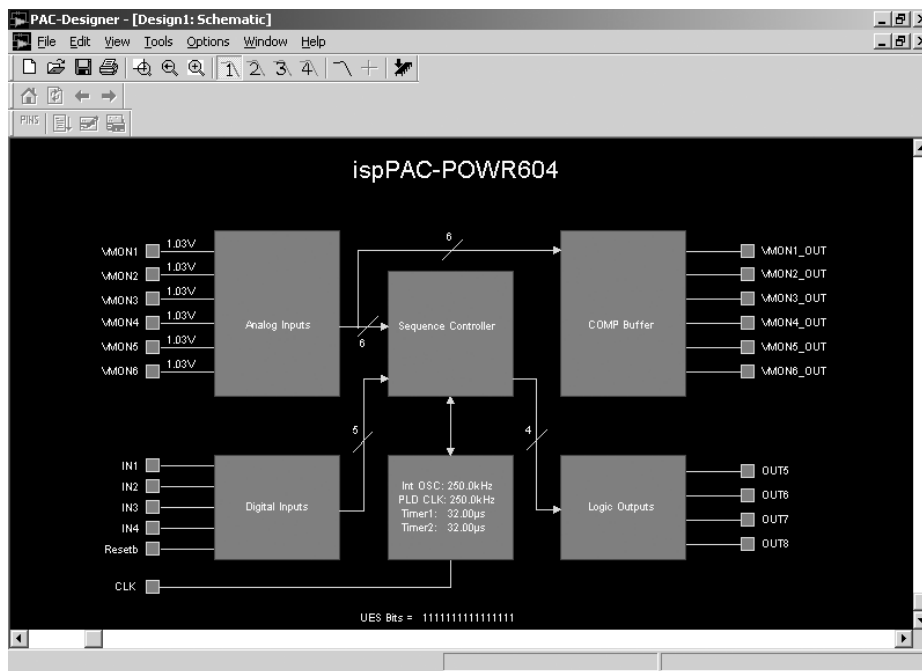 PAC-Designer - [Design1: Schematic]
File Edit View Tools Options Window Help
1 2 3 4
PINS
ispPAC-POWR604
VMON1 1.03V
VMON2 1.03V
VMON3 1.03V
VMON4 1.03V
VMON5 1.03V
VMON6 1.03V
Analog Inputs
6
6
Sequence Controller
COMP Buffer
VMON1_OUT
VMON2_OUT
VMON3_OUT
VMON4_OUT
VMON5_OUT
VMON6_OUT
5
4
IN1
IN2
IN3
IN4
Resetb
CLK
Digital Inputs
Int OSC: 250.0kHz
PLD CLK: 250.0kHz
Timer1: 32.00µs
Timer2: 32.00µs
Logic Outputs
OUT5
OUT6
OUT7
OUT8
UES Bits = 1111111111111111